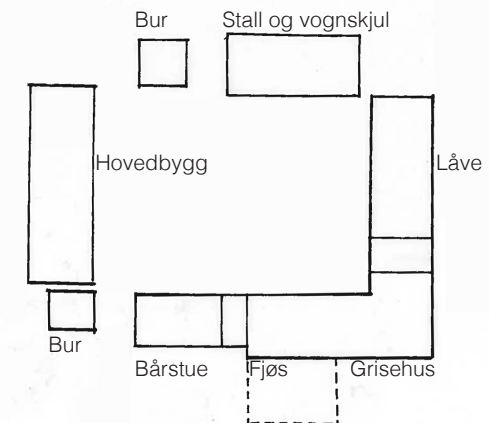 Bur
Stall og vognskjul
Hovedbygg
Låve
Bur
Bårstue
Fjøs
Grisehus